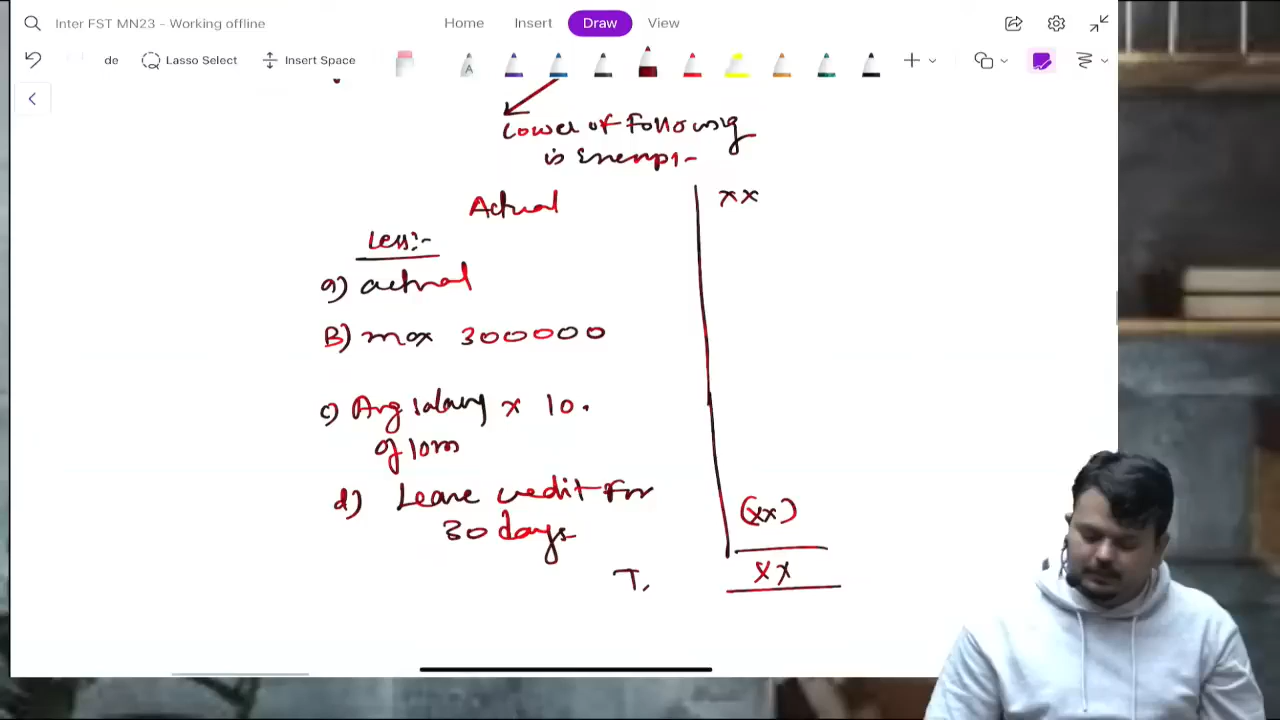 Inter FST MN23 - Working offline
Home Insert Draw View
de Lasso Select Insert Space
Lower of Following
is Exempt-
Actual xx
Less:-
a) actual
B) max 300000
c) Avg salary x 10.
of 10m
d) Leave credit For
30 days (xx)
T. xx